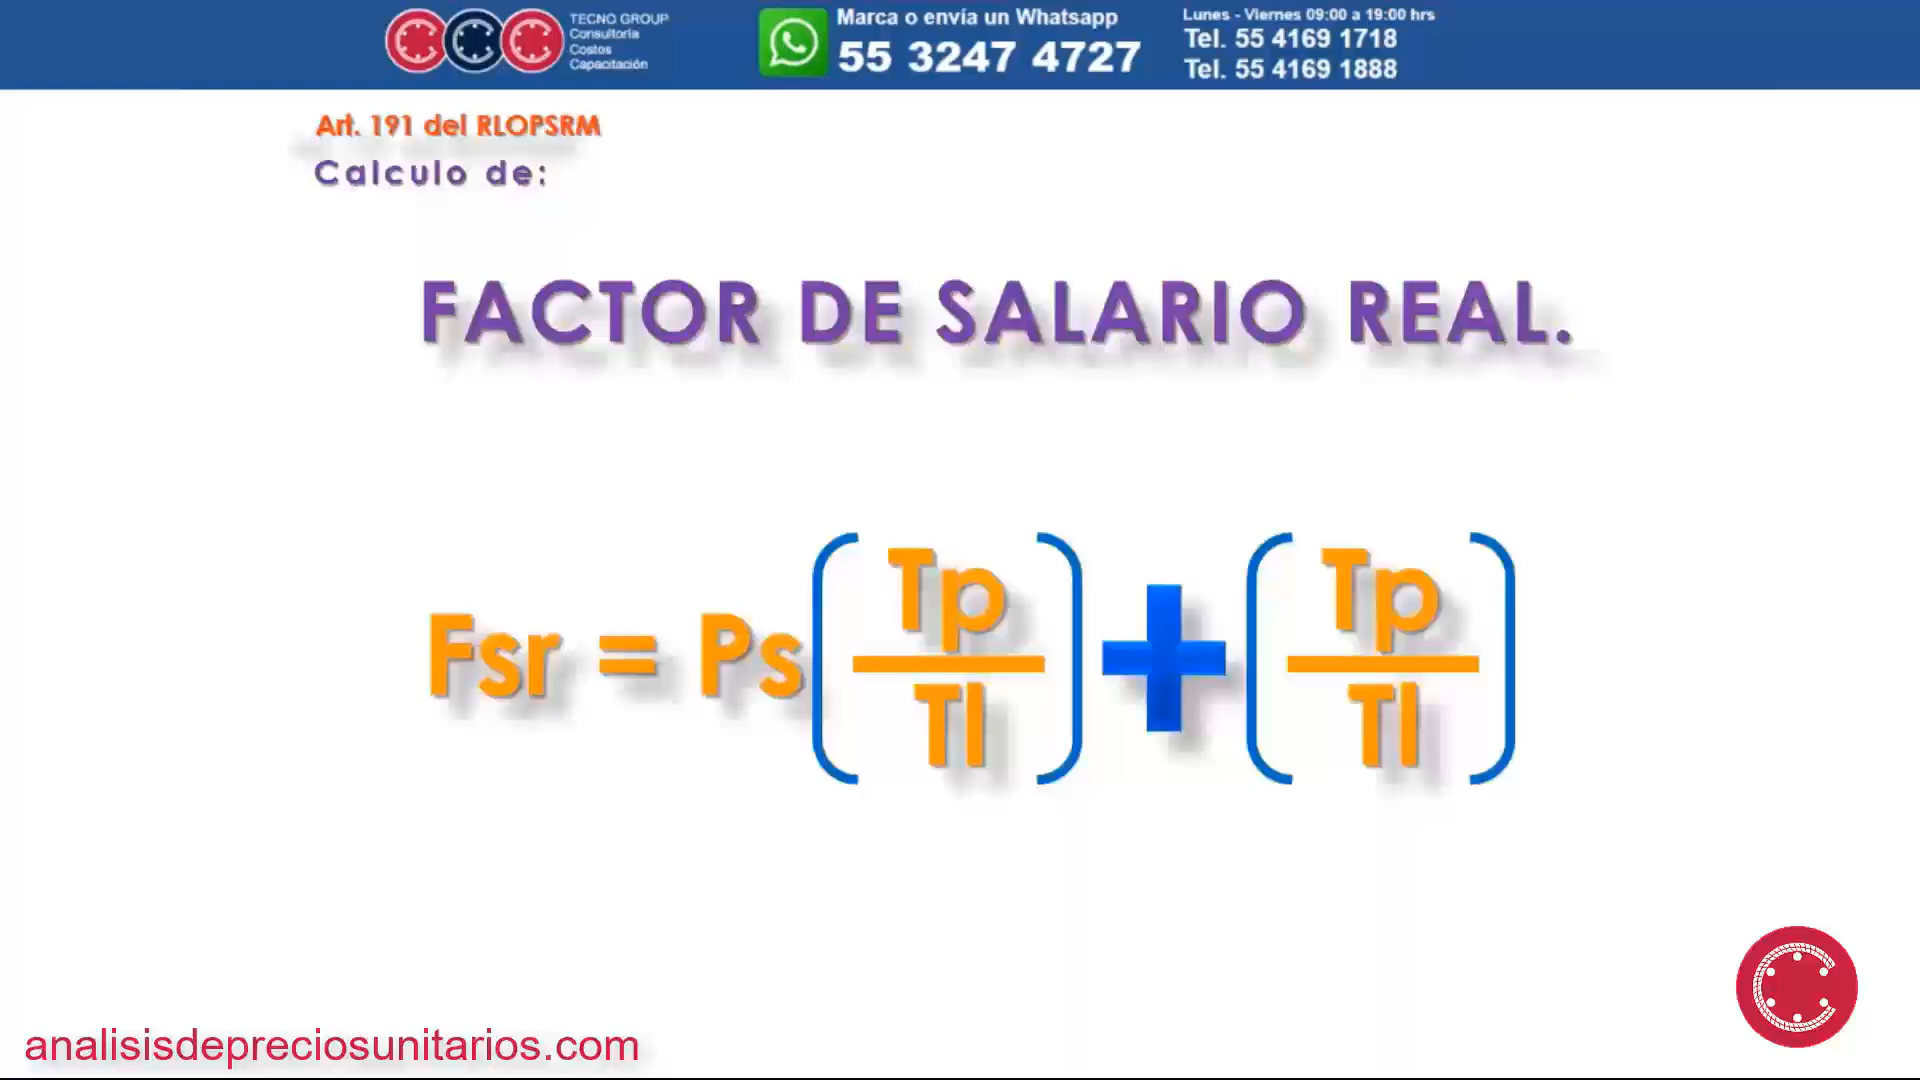 TECNO GROUP
Consultoría
Costos
Capacitación
Marca o envía un Whatsapp
55 3247 4727
Lunes - Viernes 09:00 a 19:00 hrs
Tel. 55 4169 1718
Tel. 55 4169 1888
Art. 191 del RLOPSRM
Calculo de:
FACTOR DE SALARIO REAL.
Fsr = Ps ( Tp / Tl ) + ( Tp / Tl )
analisisdepreciosunitarios.com